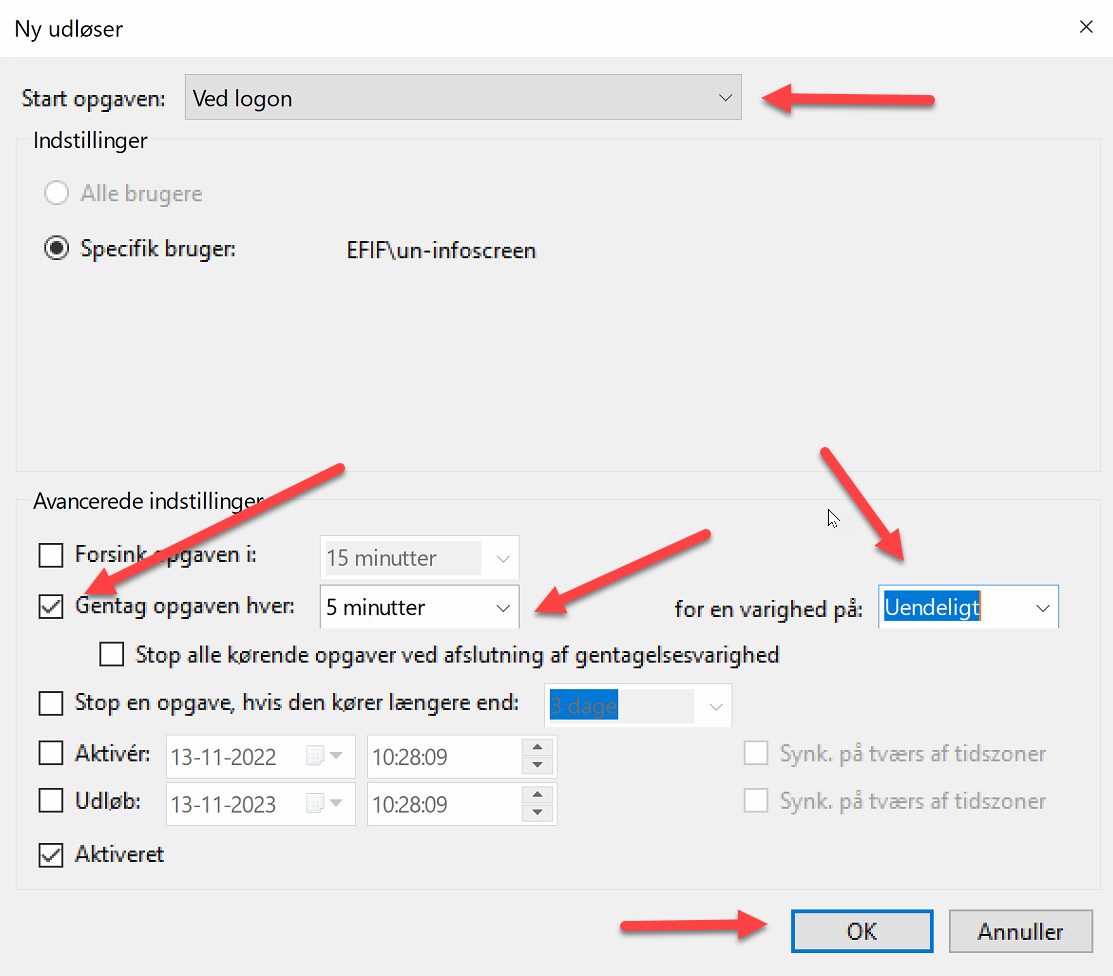 Ny udløser
Start opgaven: Ved logon
Indstillinger
Alle brugere
Specifik bruger: EFIF\un-infoscreen
Avancerede indstillinger
Forsink opgaven i: 15 minutter
Gentag opgaven hver: 5 minutter for en varighed på: Uendeligt
Stop alle kørende opgaver ved afslutning af gentagelsesvarighed
Stop en opgave, hvis den kører længere end: 3 dage
Aktivér: 13-11-2022 10:28:09 Synk. på tværs af tidszoner
Udløb: 13-11-2023 10:28:09 Synk. på tværs af tidszoner
Aktiveret
OK Annuller